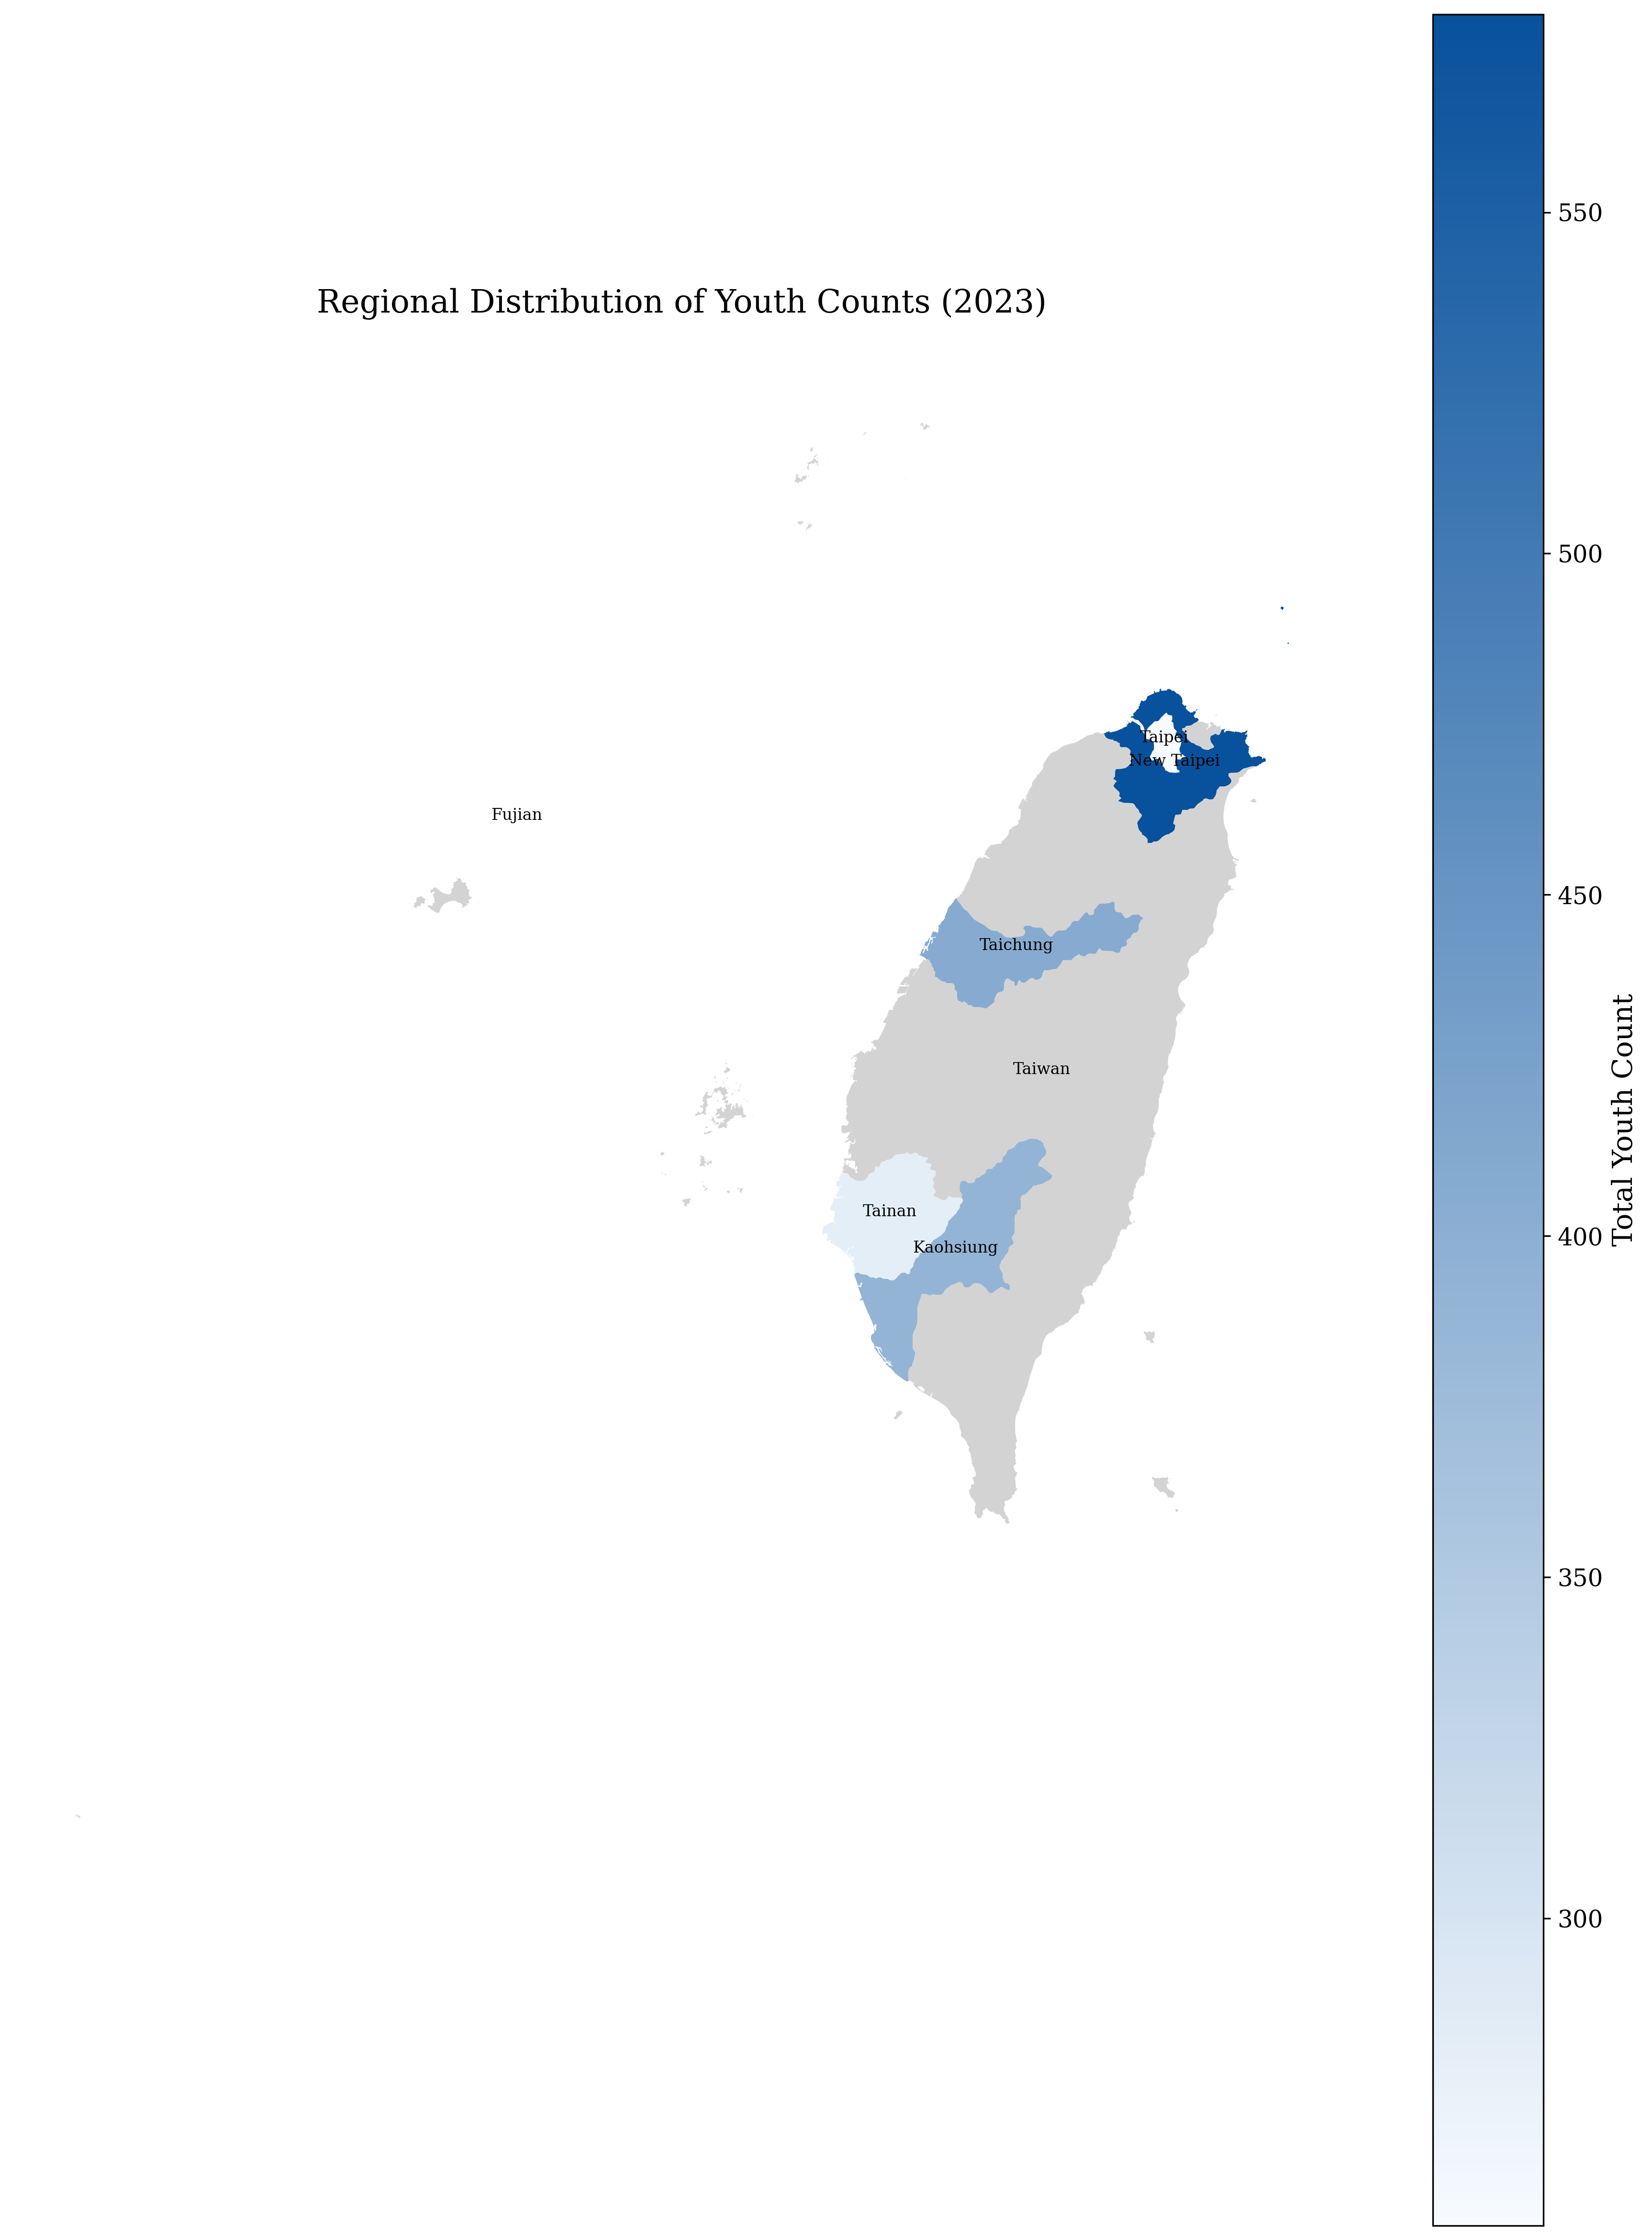 Regional Distribution of Youth Counts (2023)
Taipei
New Taipei
Fujian
Taichung
Taiwan
Tainan
Kaohsiung
550
500
450
400
350
300
Total Youth Count